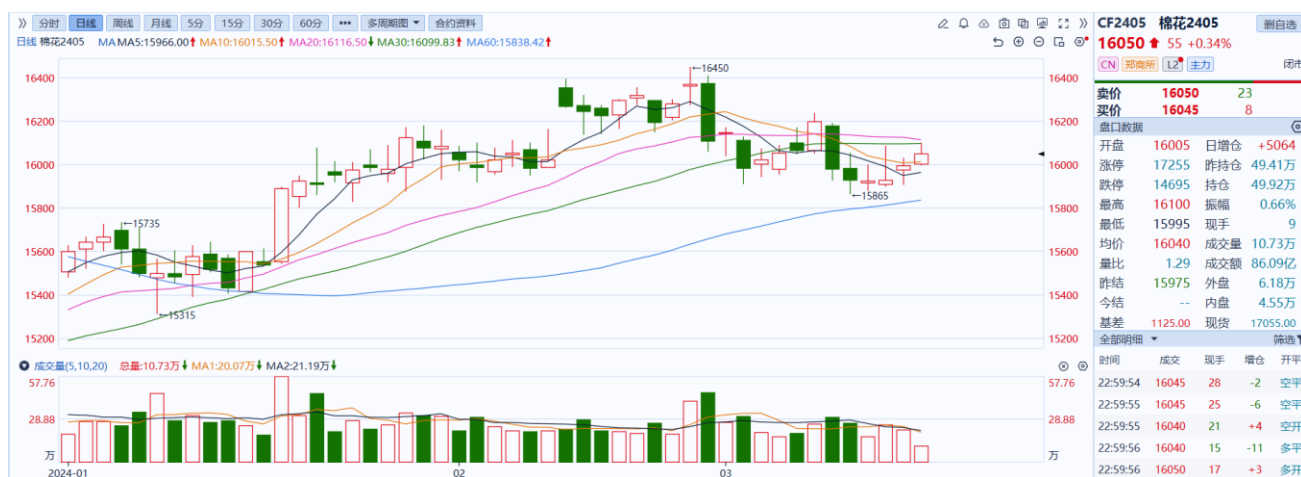 分时 日线 周线 月线 5分 15分 30分 60分 ••• 多周期图 合约资料
日线 棉花2405 MA MA5:15966.00 MA10:16015.50 MA20:16116.50 MA30:16099.83 MA60:15838.42
16400 16450 16400
16200 16200
16000 16000
15800 15865 15800
15735
15600 15600
15400 15400
15315
15200 15200
成交量(5,10,20) 总量:10.73万 MA1:20.07万 MA2:21.19万
57.76 57.76
28.88 28.88
万 万
2024-01 02 03
CF2405 棉花2405 删自选
16050 55 +0.34%
CN 郑商所 L2 主力 闭市
卖价 16050 23
买价 16045 8
盘口数据
开盘 16005 日增仓 +5064
涨停 17255 昨持仓 49.41万
跌停 14695 持仓 49.92万
最高 16100 振幅 0.66%
最低 15995 现手 9
均价 16040 成交量 10.73万
量比 1.29 成交额 86.09亿
昨结 15975 外盘 6.18万
今结 -- 内盘 4.55万
基差 1125.00 现货 17055.00
全部明细 筛选
时间 成交 现手 增仓 开平
22:59:54 16045 28 -2 空平
22:59:55 16045 25 -6 空平
22:59:55 16040 21 +4 空开
22:59:56 16040 15 -11 多平
22:59:56 16050 17 +3 多开